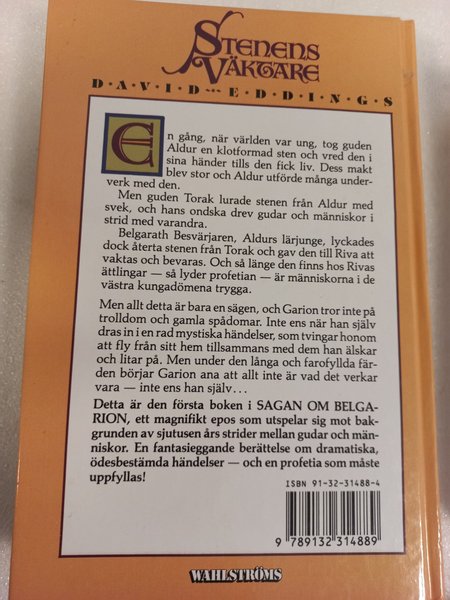 STENENS
VÄKTARE
DAVID EDDINGS
En gång, när världen var ung, tog guden
Aldur en klotformad sten och vred den i
sina händer tills den fick liv. Dess makt
blev stor och Aldur utförde många under-
verk med den.
Men guden Torak lurade stenen från Aldur med
svek, och hans ondska drev gudar och människor i
strid med varandra.
Belgarath Besvärjaren, Aldurs lärjunge, lyckades
dock återta stenen från Torak och gav den till Riva att
vaktas och bevaras. Och så länge den finns hos Rivas
ättlingar — så lyder profetian — är människorna i de
västra kungadömena trygga.
Men allt detta är bara en sägen, och Garion tror inte på
trolldom och gamla spådomar. Inte ens när han själv
dras in i en rad mystiska händelser, som tvingar honom
att fly från sitt hem tillsammans med dem han älskar
och litar på. Men under den långa och farofyllda fär-
den börjar Garion ana att allt inte är vad det verkar
vara — inte ens han själv...
Detta är den första boken i SAGAN OM BELGA-
RION, ett magnifikt epos som utspelar sig mot bak-
grunden av sjutusen års strider mellan gudar och män-
niskor. En fantasieggande berättelse om dramatiska,
ödesbestämda händelser — och en profetia som måste
uppfyllas!
ISBN 91-32-31488-4
9 789132 314889
WAHLSTRÖMS